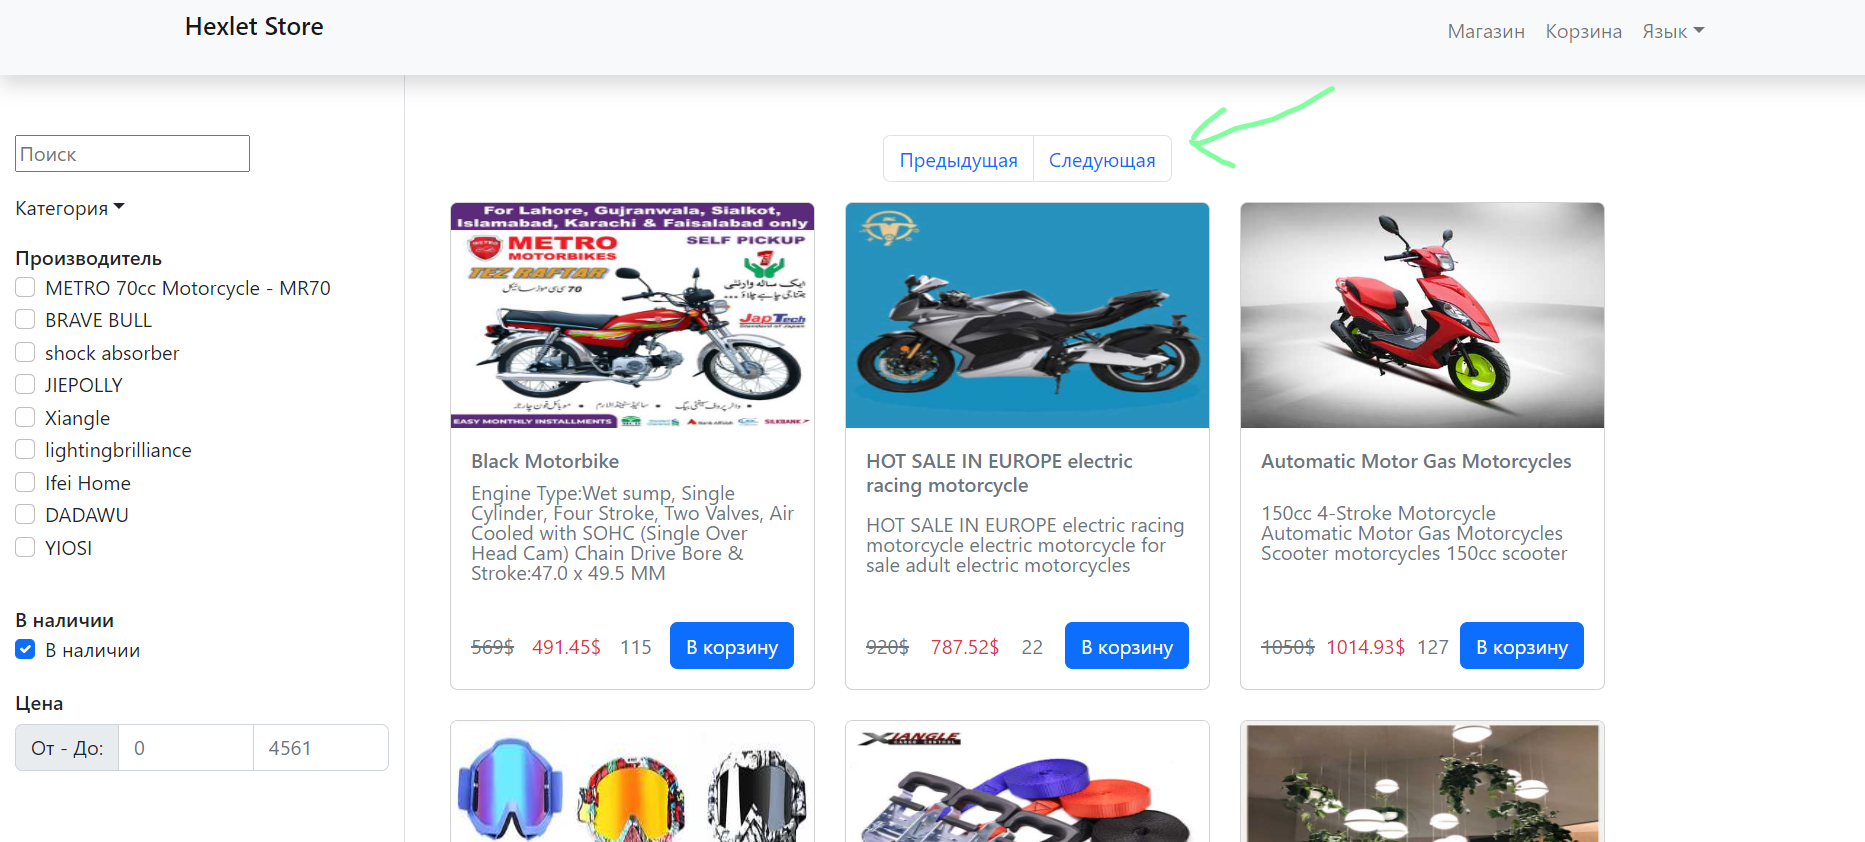 Hexlet Store
Магазин Корзина Язык
Поиск
Категория
Производитель
METRO 70cc Motorcycle - MR70
BRAVE BULL
shock absorber
JIEPOLLY
Xiangle
lightingbrilliance
Ifei Home
DADAWU
YIOSI
В наличии
В наличии
Цена
От - До: 0 4561
Предыдущая Следующая
For Lahore, Gujranwala, Sialkot,
Islamabad, Karachi & Faisalabad only
METRO
MOTORBIKES
SELF PICKUP
TEZ RAFTAR
70
JapTech
EASY MONTHLY INSTALLMENTS
Bank Alfalah
SILKBANK
Black Motorbike
Engine Type:Wet sump, Single
Cylinder, Four Stroke, Two Valves, Air
Cooled with SOHC (Single Over
Head Cam) Chain Drive Bore &
Stroke:47.0 x 49.5 MM
569$ 491.45$ 115 В корзину
HOT SALE IN EUROPE electric
racing motorcycle
HOT SALE IN EUROPE electric racing
motorcycle electric motorcycle for
sale adult electric motorcycles
920$ 787.52$ 22 В корзину
Automatic Motor Gas Motorcycles
150cc 4-Stroke Motorcycle
Automatic Motor Gas Motorcycles
Scooter motorcycles 150cc scooter
1050$ 1014.93$ 127 В корзину
XIANGLE
CARGO CONTROL